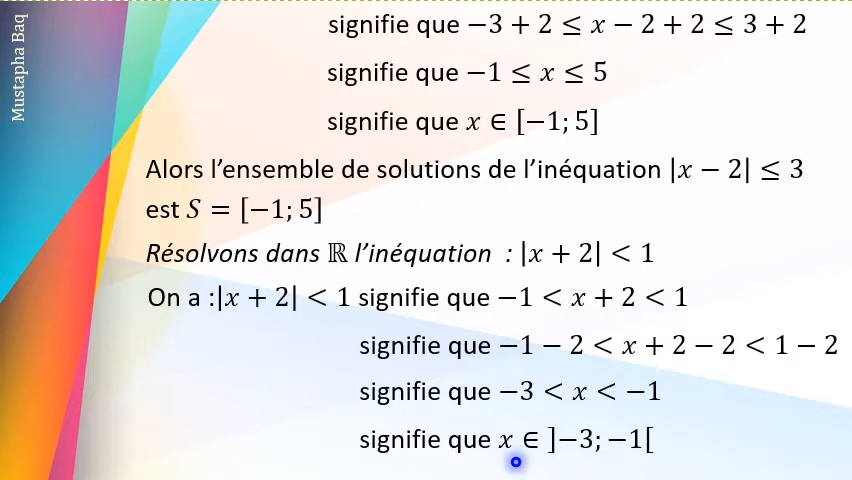 Mustapha Baq
signifie que −3 + 2 ≤ x − 2 + 2 ≤ 3 + 2
signifie que −1 ≤ x ≤ 5
signifie que x ∈ [−1; 5]
Alors l’ensemble de solutions de l’inéquation |x − 2| ≤ 3
est S = [−1; 5]
Résolvons dans ℝ l’inéquation : |x + 2| < 1
On a :|x + 2| < 1 signifie que −1 < x + 2 < 1
signifie que −1 − 2 < x + 2 − 2 < 1 − 2
signifie que −3 < x < −1
signifie que x ∈ ]−3; −1[